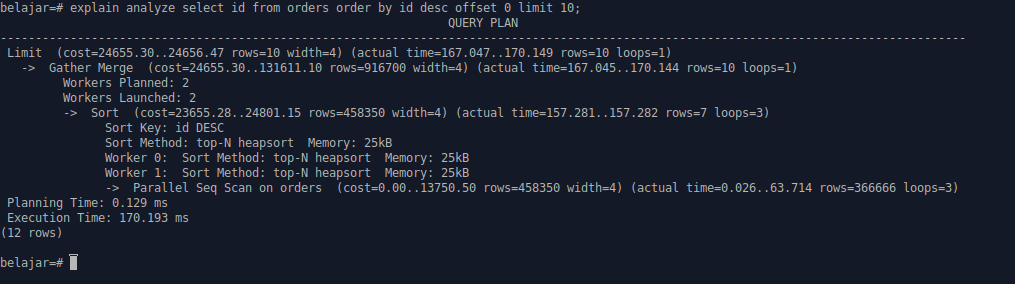 belajar=# explain analyze select id from orders order by id desc offset 0 limit 10;
QUERY PLAN
------------------------------------------------------------------------------------------------------------------------------------------
Limit  (cost=24655.30..24656.47 rows=10 width=4) (actual time=167.047..170.149 rows=10 loops=1)
->  Gather Merge  (cost=24655.30..131611.10 rows=916700 width=4) (actual time=167.045..170.144 rows=10 loops=1)
Workers Planned: 2
Workers Launched: 2
->  Sort  (cost=23655.28..24801.15 rows=458350 width=4) (actual time=157.281..157.282 rows=7 loops=3)
Sort Key: id DESC
Sort Method: top-N heapsort  Memory: 25kB
Worker 0:  Sort Method: top-N heapsort  Memory: 25kB
Worker 1:  Sort Method: top-N heapsort  Memory: 25kB
->  Parallel Seq Scan on orders  (cost=0.00..13750.50 rows=458350 width=4) (actual time=0.026..63.714 rows=366666 loops=3)
Planning Time: 0.129 ms
Execution Time: 170.193 ms
(12 rows)
belajar=#